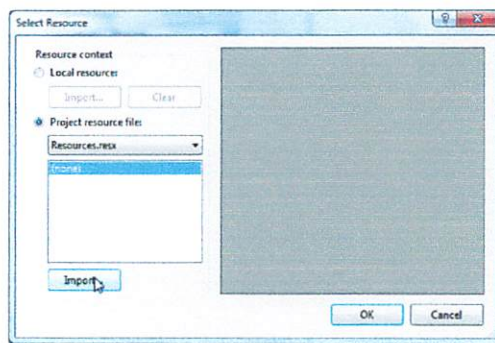 Select Resource
Resource context
Local resource:
Import...
Clear
Project resource file:
Resources.resx
(none)
Import
OK
Cancel